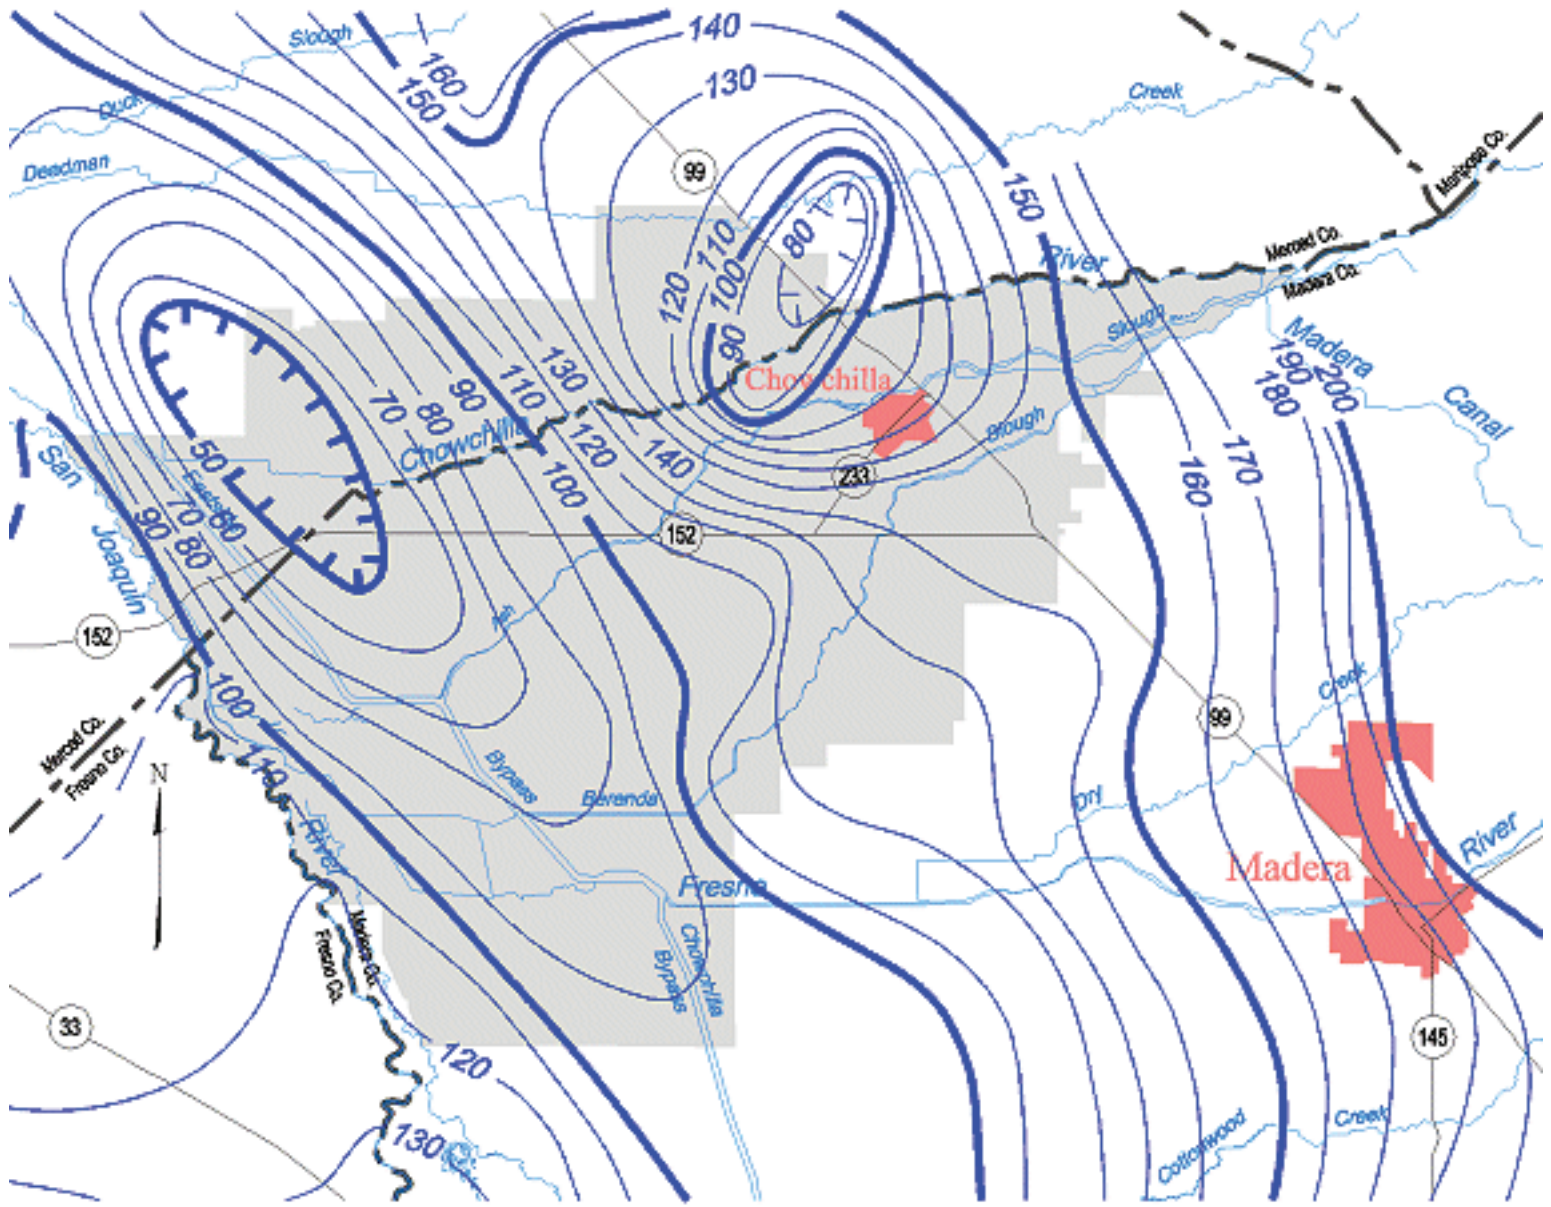 140
Slough
160
150
130
Creek
Duck
Deadman
99
Mariposa Co.
150
110
80
Merced Co.
River
Madera Co.
120
100
Slough
Madera
130
90
190
200
180
Canal
110
Chowchilla
70
80
90
Chowchilla
Slough
50
120
140
170
San
100
160
233
70
60
90
80
152
Joaquin
152
100
Creek
99
Merced Co.
Fresno Co.
110
N
Bypass
Berenda
Dry
River
River
Madera
Fresno
Madera Co.
Fresno Co.
Chowchilla
Bypass
33
145
120
130
Cottonwood
Creek